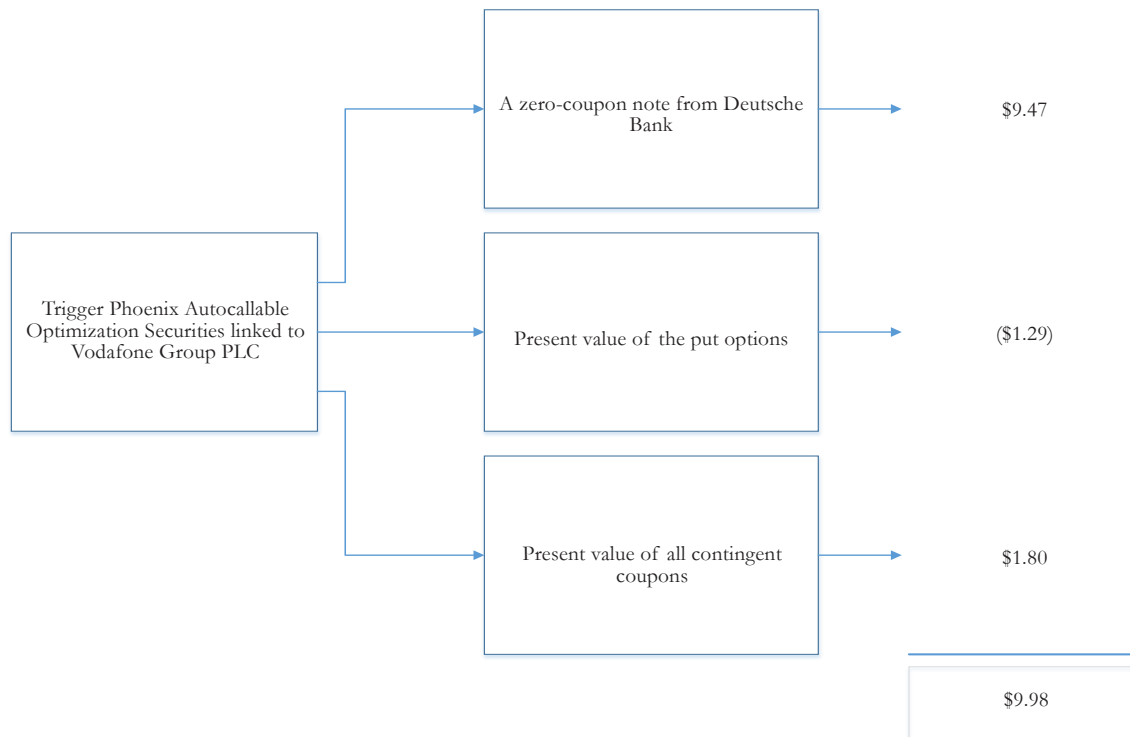 A zero-coupon note from Deutsche
Bank
$9.47
Trigger Phoenix Autocallable
Optimization Securities linked to
Vodafone Group PLC
Present value of the put options
($1.29)
Present value of all contingent
coupons
$1.80
$9.98